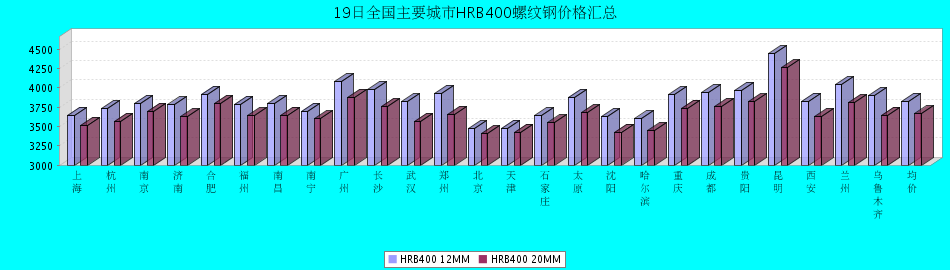 19日全国主要城市HRB400螺纹钢价格汇总
4500
4250
4000
3750
3500
3250
3000
上海 杭州 南京 济南 合肥 福州 南昌 南宁 广州 长沙 武汉 郑州 北京 天津 石家庄 太原 沈阳 哈尔滨 重庆 成都 贵阳 昆明 西安 兰州 乌鲁木齐 均价
HRB400 12MM HRB400 20MM